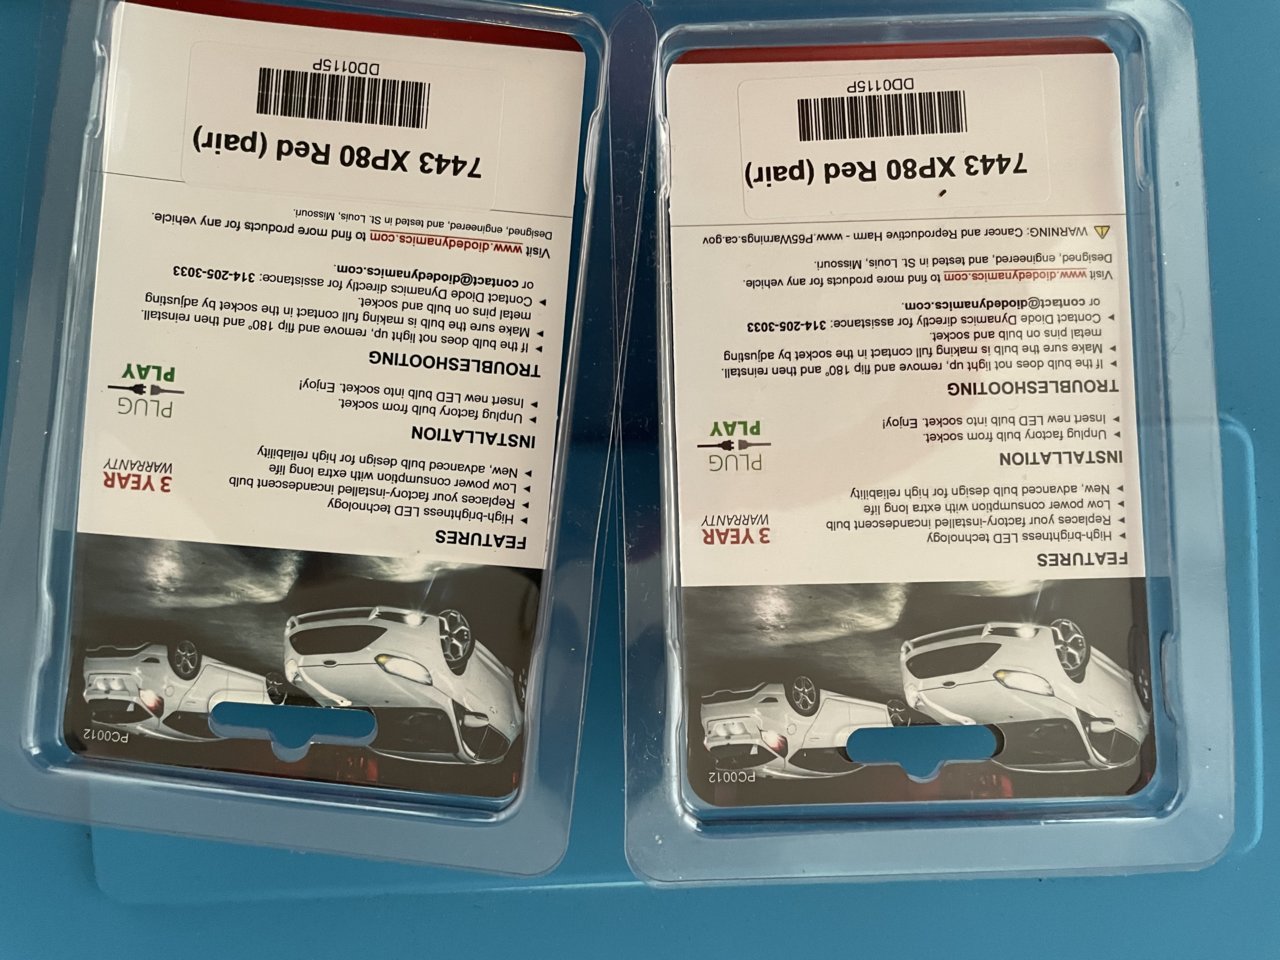 PC0012
FEATURES
▸ High-brightness LED technology
▸ Replaces your factory-installed incandescent bulb
▸ Low power consumption with extra long life
▸ New, advanced bulb design for high reliability
3 YEAR
WARRANTY
INSTALLATION
▸ Unplug factory bulb from socket.
▸ Insert new LED bulb into socket. Enjoy!
PLUG
PLAY
TROUBLESHOOTING
▸ If the bulb does not light up, remove and flip 180° and then reinstall.
▸ Make sure the bulb is making full contact in the socket by adjusting
metal pins on bulb and socket.
▸ Contact Diode Dynamics directly for assistance: 314-205-3033
or contact@diodedynamics.com.
Visit www.diodedynamics.com to find more products for any vehicle.
Designed, engineered, and tested in St. Louis, Missouri.
⚠ WARNING: Cancer and Reproductive Harm - www.P65Warnings.ca.gov
7443 XP80 Red (pair)
DD0115P
PC0012
FEATURES
▸ High-brightness LED technology
▸ Replaces your factory-installed incandescent bulb
▸ Low power consumption with extra long life
▸ New, advanced bulb design for high reliability
3 YEAR
WARRANTY
INSTALLATION
▸ Unplug factory bulb from socket.
▸ Insert new LED bulb into socket. Enjoy!
PLUG
PLAY
TROUBLESHOOTING
▸ If the bulb does not light up, remove and flip 180° and then reinstall.
▸ Make sure the bulb is making full contact in the socket by adjusting
metal pins on bulb and socket.
▸ Contact Diode Dynamics directly for assistance: 314-205-3033
or contact@diodedynamics.com.
Visit www.diodedynamics.com to find more products for any vehicle.
Designed, engineered, and tested in St. Louis, Missouri.
7443 XP80 Red (pair)
DD0115P